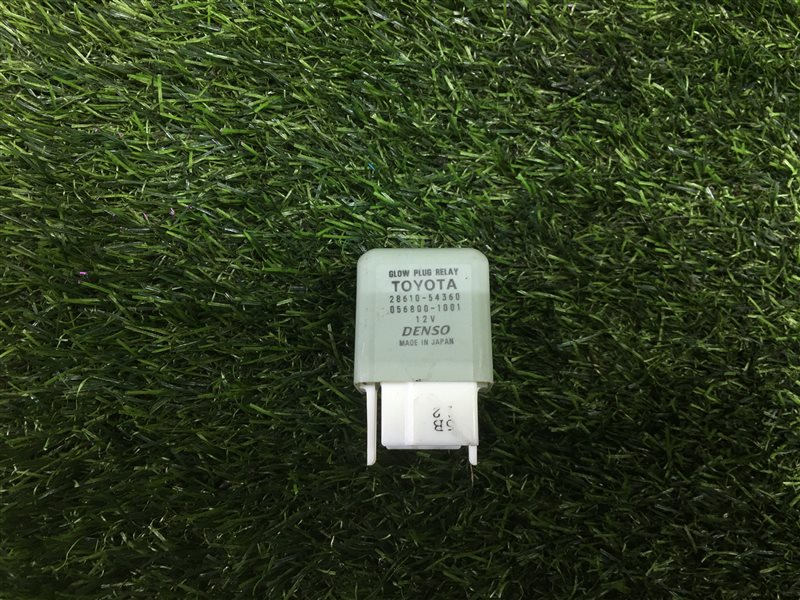 GLOW PLUG RELAY
TOYOTA
28610-54360
056800-1001
12V
DENSO
MADE IN JAPAN